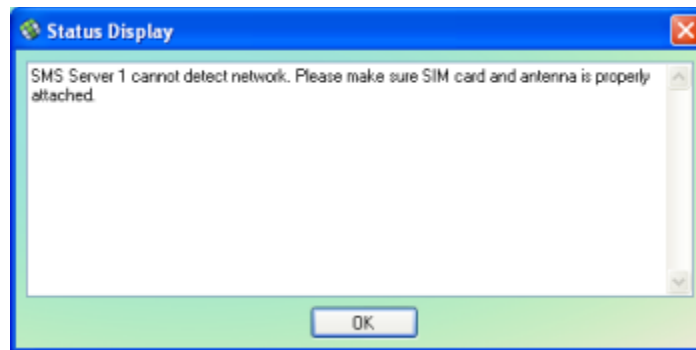 Status Display
SMS Server 1 cannot detect network. Please make sure SIM card and antenna is properly
attached.
OK